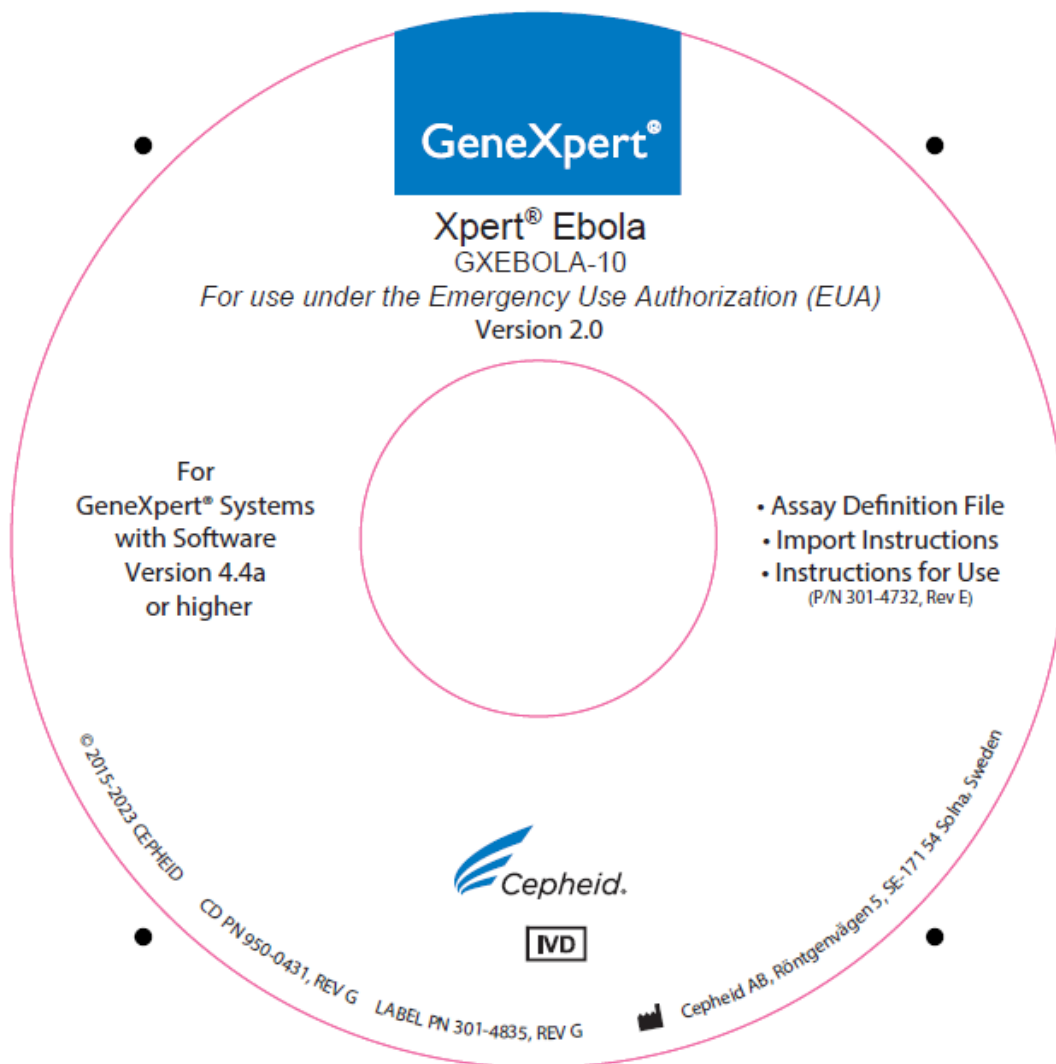 GeneXpert®
Xpert® Ebola
GXEBOLA-10
For use under the Emergency Use Authorization (EUA)
Version 2.0
For
GeneXpert® Systems
with Software
Version 4.4a
or higher
• Assay Definition File
• Import Instructions
• Instructions for Use
(P/N 301-4732, Rev E)
© 2015-2023 CEPHEID
CD PN 950-0431, REV G
LABEL PN 301-4835, REV G
Cepheid AB, Röntgenvägen 5, SE-171 54 Solna, Sweden
Cepheid.
IVD